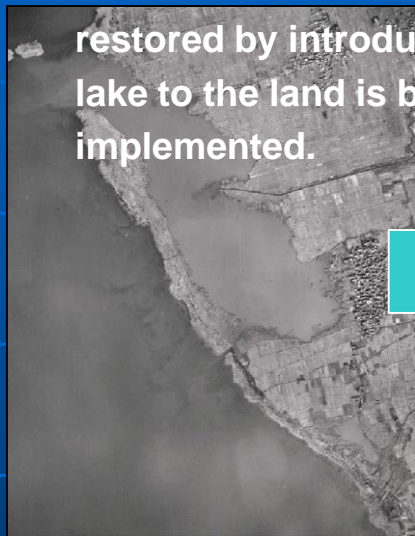 restored by introdu
lake to the land is b
implemented.